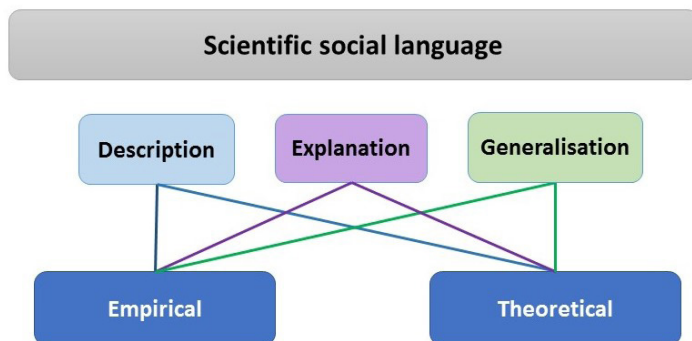 Scientific social language
Description
Explanation
Generalisation
Empirical
Theoretical